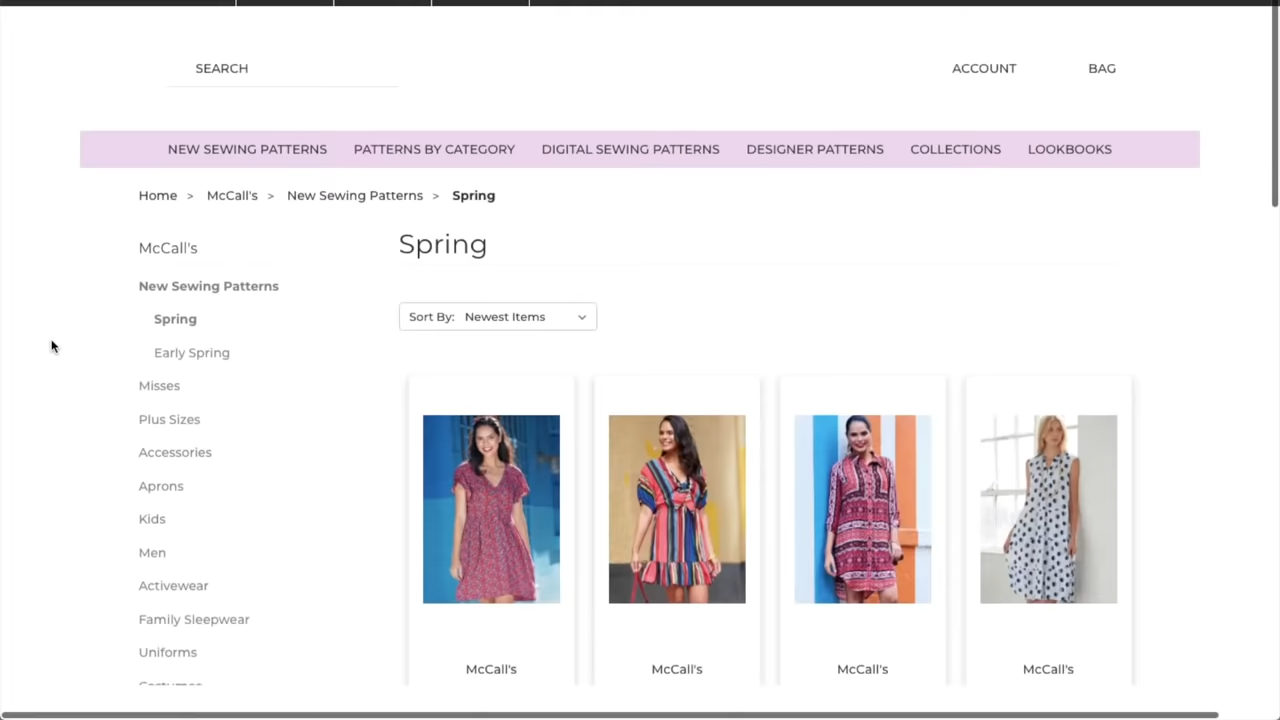 SEARCH
ACCOUNT
BAG
NEW SEWING PATTERNS
PATTERNS BY CATEGORY
DIGITAL SEWING PATTERNS
DESIGNER PATTERNS
COLLECTIONS
LOOKBOOKS
Home > McCall's > New Sewing Patterns > Spring
McCall's
New Sewing Patterns
Spring
Early Spring
Misses
Plus Sizes
Accessories
Aprons
Kids
Men
Activewear
Family Sleepwear
Uniforms
Costumes
Spring
Sort By: Newest Items
McCall's
McCall's
McCall's
McCall's